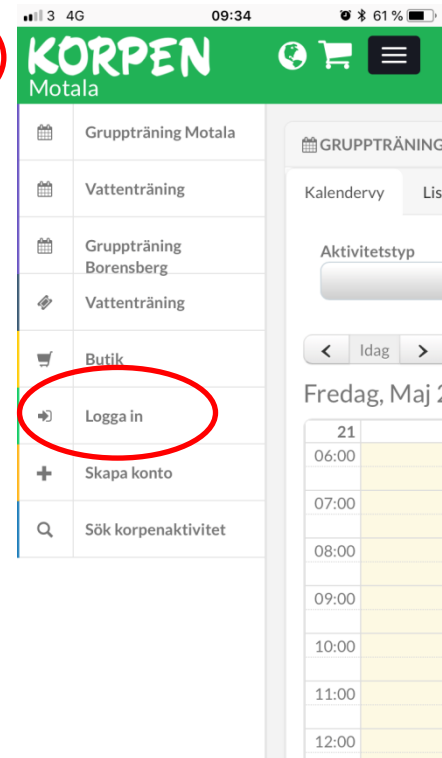 3 4G 09:34 61 %
KORPEN
Motala
Gruppträning Motala
Vattenträning
Gruppträning
Borensberg
Vattenträning
Butik
Logga in
Skapa konto
Sök korpenaktivitet
GRUPPTRÄNING
Kalendervy Lis
Aktivitetstyp
Idag
Fredag, Maj 2
21
06:00
07:00
08:00
09:00
10:00
11:00
12:00